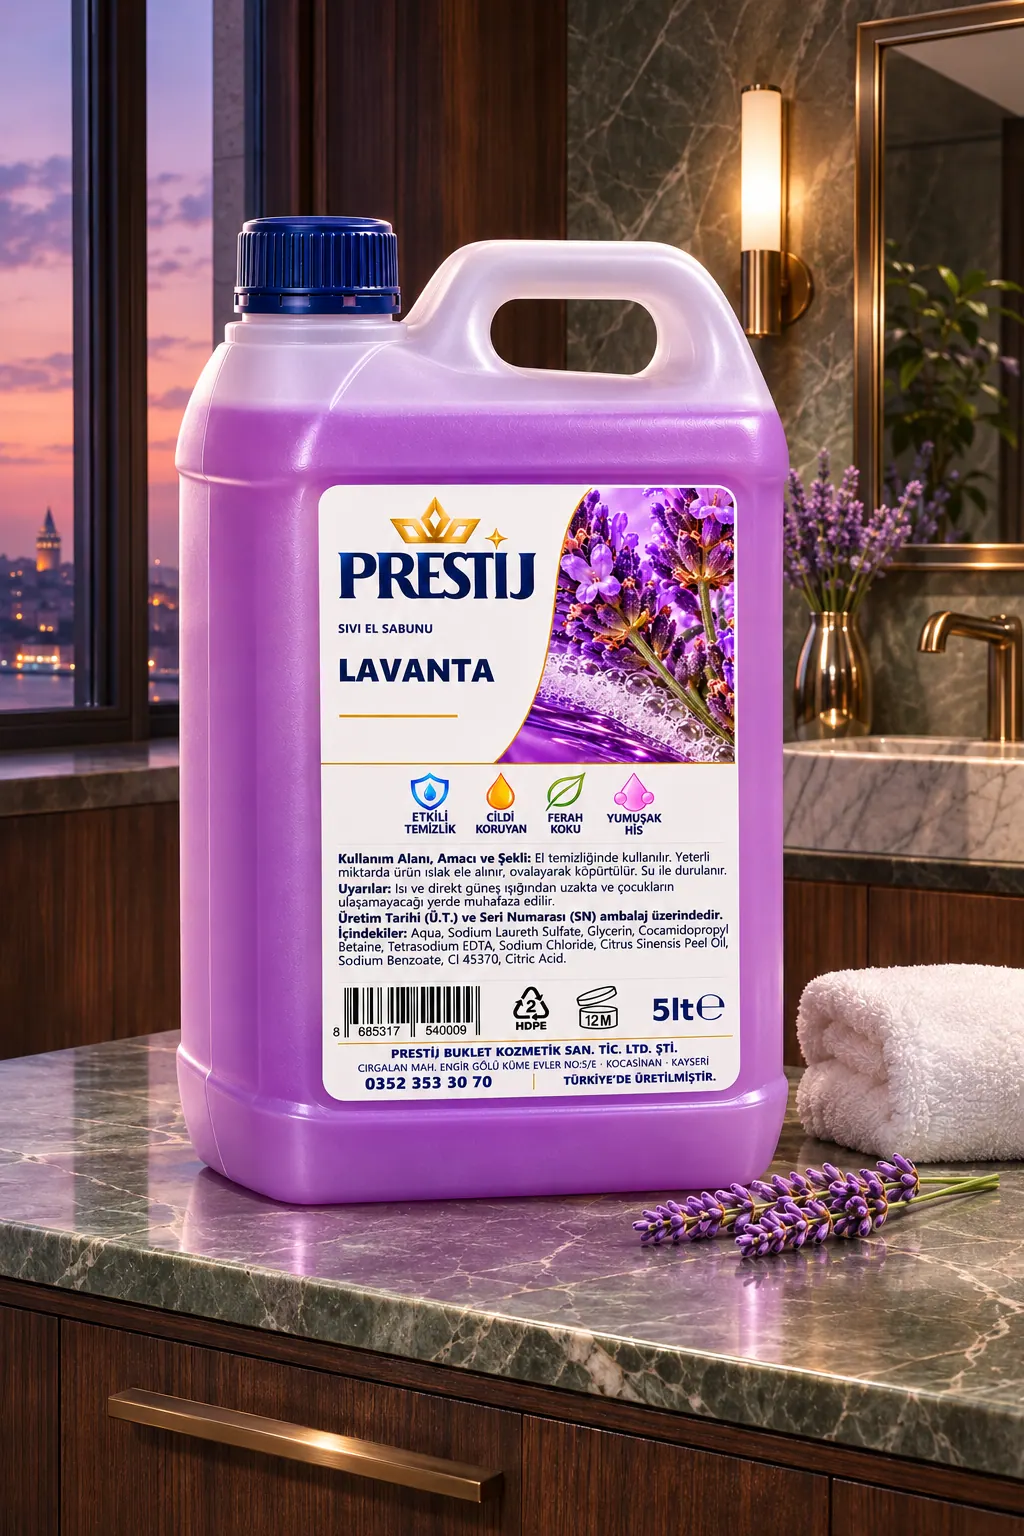 PRESTİJ
SIVI EL SABUNU
LAVANTA
ETKİLİ TEMİZLİK
CİLDİ KORUYAN
FERAH KOKU
YUMUŞAK HİS
Kullanım Alanı, Amacı ve Şekli: El temizliğinde kullanılır. Yeterli
miktarda ürün ıslak ele alınır, ovalayarak köpürtülür. Su ile durulanır.
Uyarılar: Isı ve direkt güneş ışığından uzakta ve çocukların
ulaşamayacağı yerde muhafaza edilir.
Üretim Tarihi (Ü.T.) ve Seri Numarası (SN) ambalaj üzerindedir.
İçindekiler: Aqua, Sodium Laureth Sulfate, Glycerin, Cocamidopropyl
Betaine, Tetrasodium EDTA, Sodium Chloride, Citrus Sinensis Peel Oil,
Sodium Benzoate, CI 45370, Citric Acid.
8 685317 540009
2
HDPE
12M
5lt℮
PRESTİJ BUKLET KOZMETİK SAN. TİC. LTD. ŞTİ.
CIRGALAN MAH. ENGİR GÖLÜ KÜME EVLER NO:5/E · KOCASİNAN · KAYSERİ
0352 353 30 70
TÜRKİYE'DE ÜRETİLMİŞTİR.